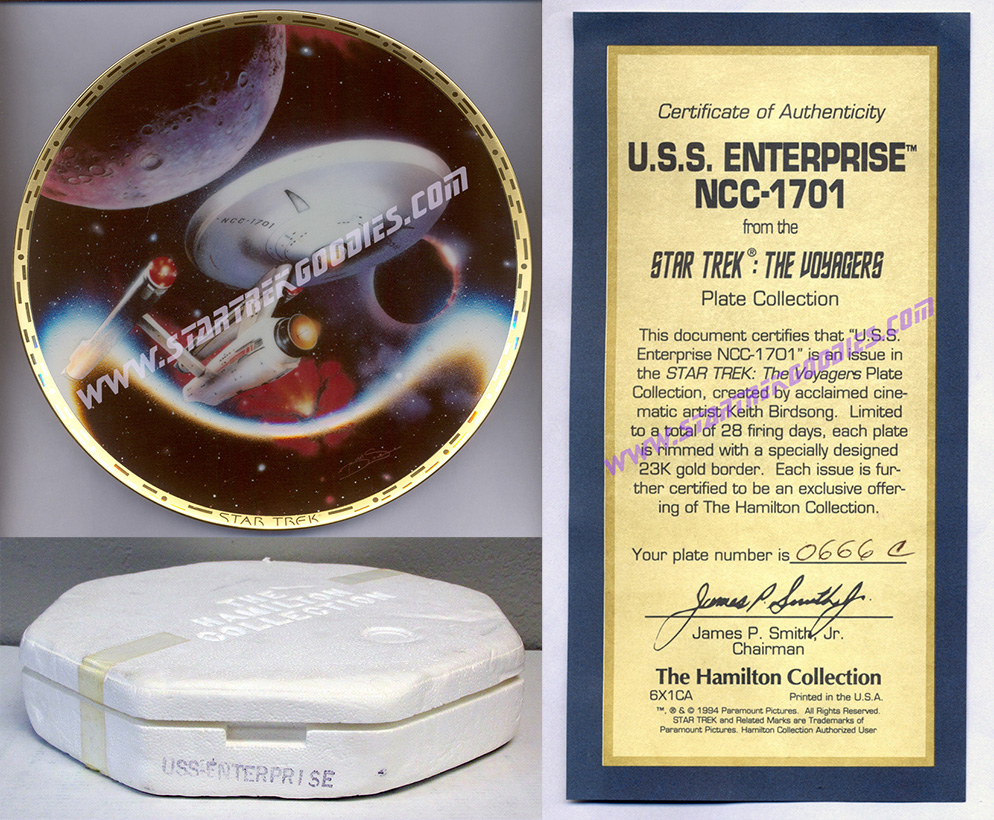 NCC-1701
WWW.STARTREKGOODIES.COM
STAR TREK
THE
HAMILTON
COLLECTION
USS-ENTERPRISE
Certificate of Authenticity
U.S.S. ENTERPRISE™
NCC-1701
from the
STAR TREK®: THE VOYAGERS
Plate Collection
This document certifies that "U.S.S.
Enterprise NCC-1701" is an issue in
the STAR TREK: The Voyagers Plate
Collection, created by acclaimed cine-
matic artist Keith Birdsong. Limited
to a total of 28 firing days, each plate
is rimmed with a specially designed
23K gold border. Each issue is fur-
ther certified to be an exclusive offer-
ing of The Hamilton Collection.
WWW.STARTREKGOODIES.COM
Your plate number is 0666 C
James P. Smith Jr.
James P. Smith, Jr.
Chairman
The Hamilton Collection
6X1CA Printed in the U.S.A.
™, ® & © 1994 Paramount Pictures. All Rights Reserved.
STAR TREK and Related Marks are Trademarks of
Paramount Pictures. Hamilton Collection Authorized User